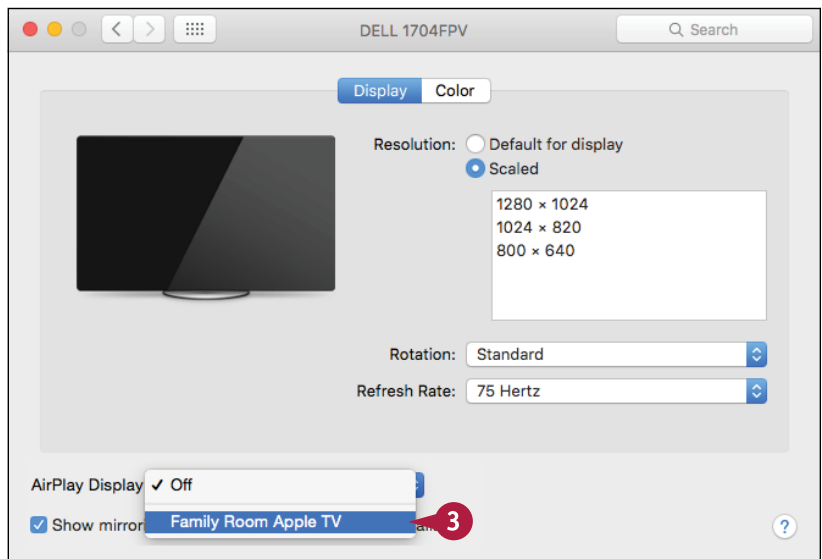 DELL 1704FPV
Search
Display Color
Resolution: Default for display
Scaled
1280 × 1024
1024 × 820
800 × 640
Rotation: Standard
Refresh Rate: 75 Hertz
AirPlay Display ✓ Off
Family Room Apple TV 3
Show mirror
?